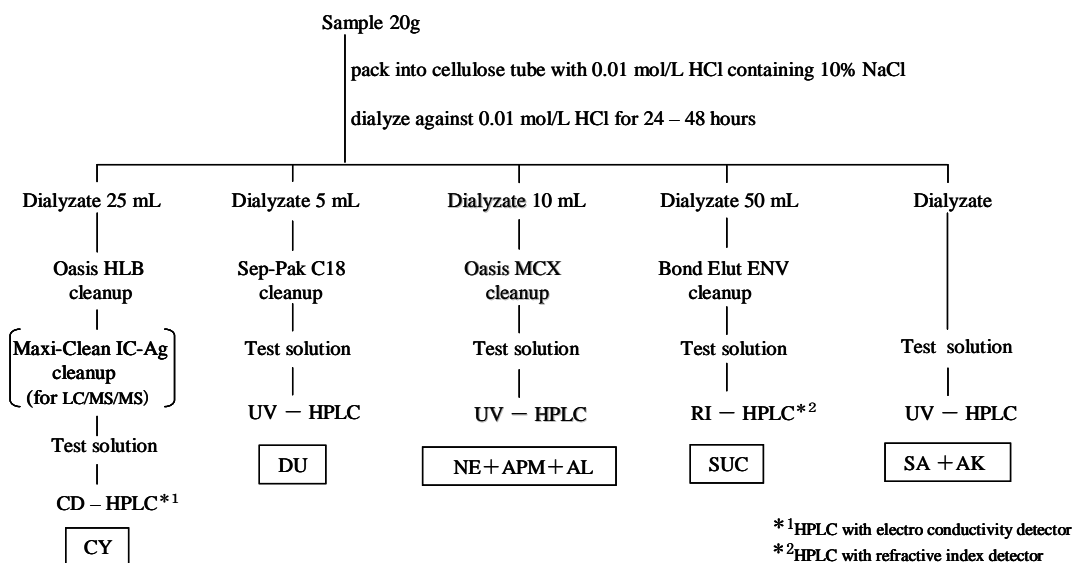 Sample 20g
pack into cellulose tube with 0.01 mol/L HCl containing 10% NaCl
dialyze against 0.01 mol/L HCl for 24 – 48 hours
Dialyzate 25 mL
Oasis HLB
cleanup
Maxi-Clean IC-Ag
cleanup
(for LC/MS/MS)
Test solution
CD – HPLC*1
CY
Dialyzate 5 mL
Sep-Pak C18
cleanup
Test solution
UV – HPLC
DU
Dialyzate 10 mL
Oasis MCX
cleanup
Test solution
UV – HPLC
NE+APM+AL
Dialyzate 50 mL
Bond Elut ENV
cleanup
Test solution
RI – HPLC*2
SUC
Dialyzate
Test solution
UV – HPLC
SA +AK
*1HPLC with electro conductivity detector
*2HPLC with refractive index detector